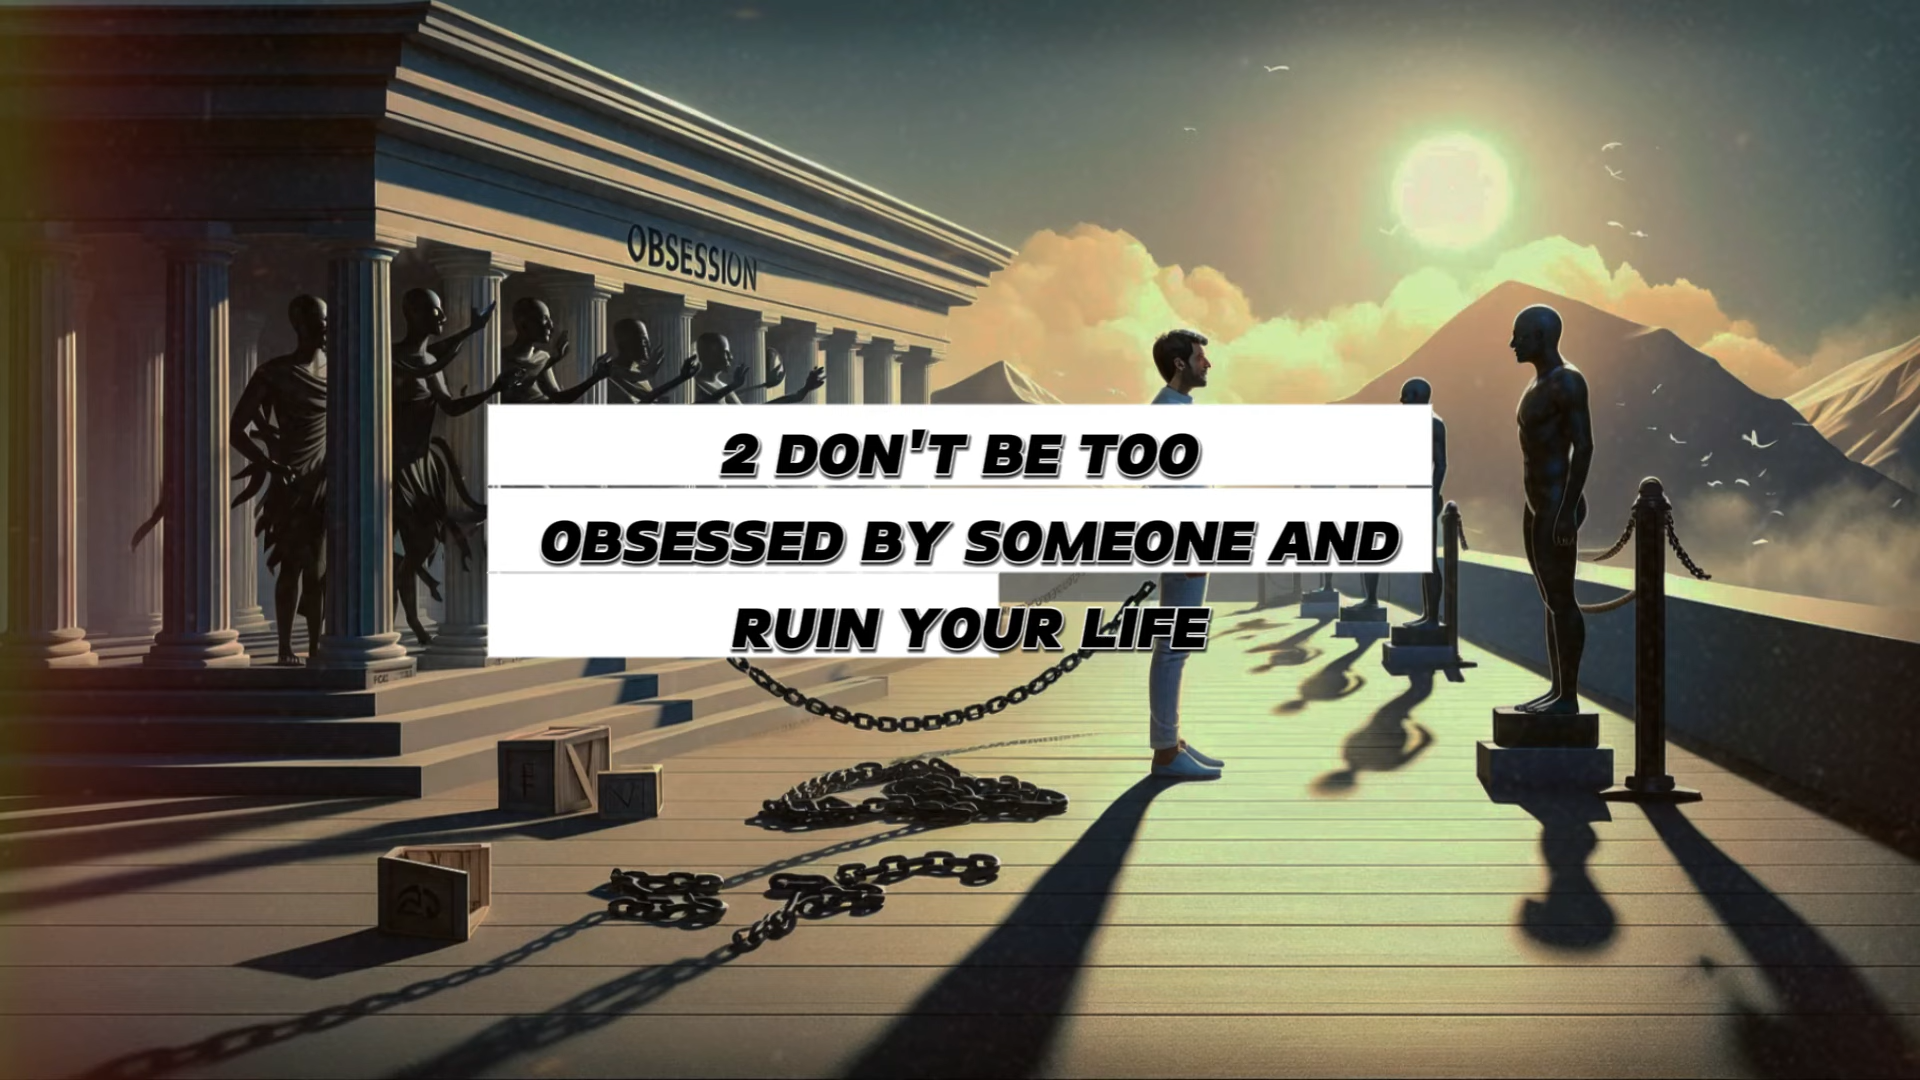 OBSESSION
2 DON'T BE TOO
OBSESSED BY SOMEONE AND
RUIN YOUR LIFE